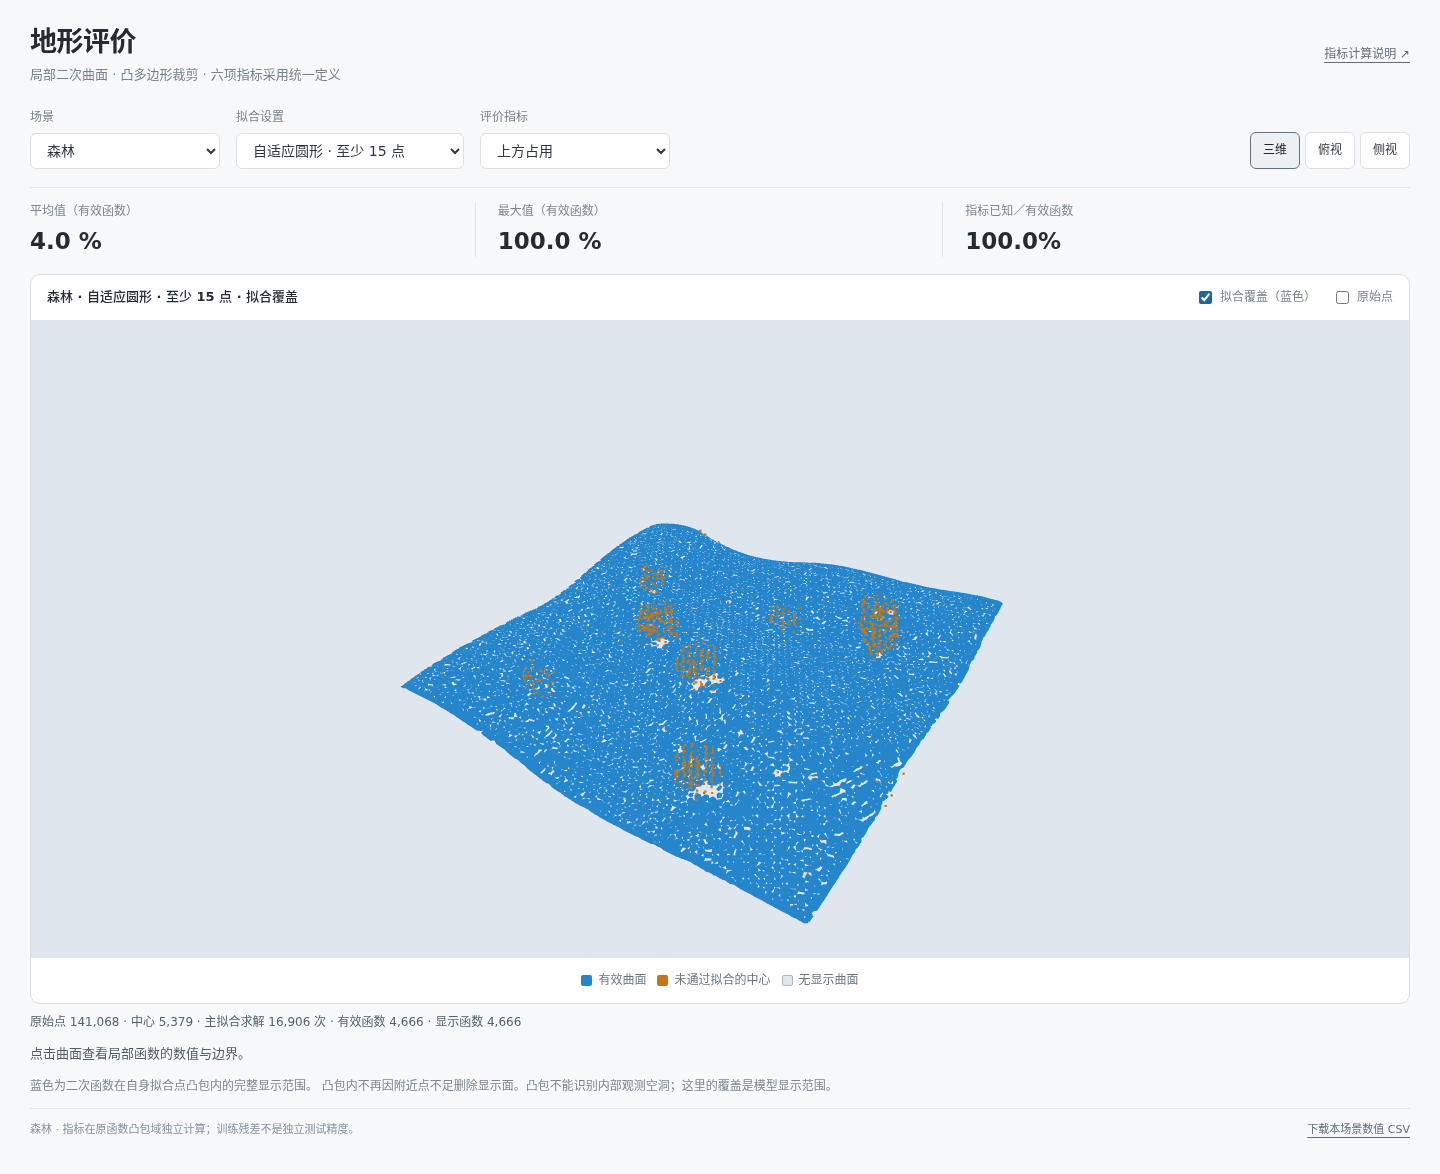 地形评价
局部二次曲面 · 凸多边形裁剪 · 六项指标采用统一定义
指标计算说明 ↗
场景
拟合设置
评价指标
森林
自适应圆形 · 至少 15 点
上方占用
三维
俯视
侧视
平均值（有效函数）
最大值（有效函数）
指标已知／有效函数
4.0 %
100.0 %
100.0%
森林 · 自适应圆形 · 至少 15 点 · 拟合覆盖
拟合覆盖（蓝色）
原始点
有效曲面
未通过拟合的中心
无显示曲面
原始点 141,068 · 中心 5,379 · 主拟合求解 16,906 次 · 有效函数 4,666 · 显示函数 4,666
点击曲面查看局部函数的数值与边界。
蓝色为二次函数在自身拟合点凸包内的完整显示范围。 凸包内不再因附近点不足删除显示面。凸包不能识别内部观测空洞；这里的覆盖是模型显示范围。
森林 · 指标在原函数凸包域独立计算；训练残差不是独立测试精度。
下载本场景数值 CSV